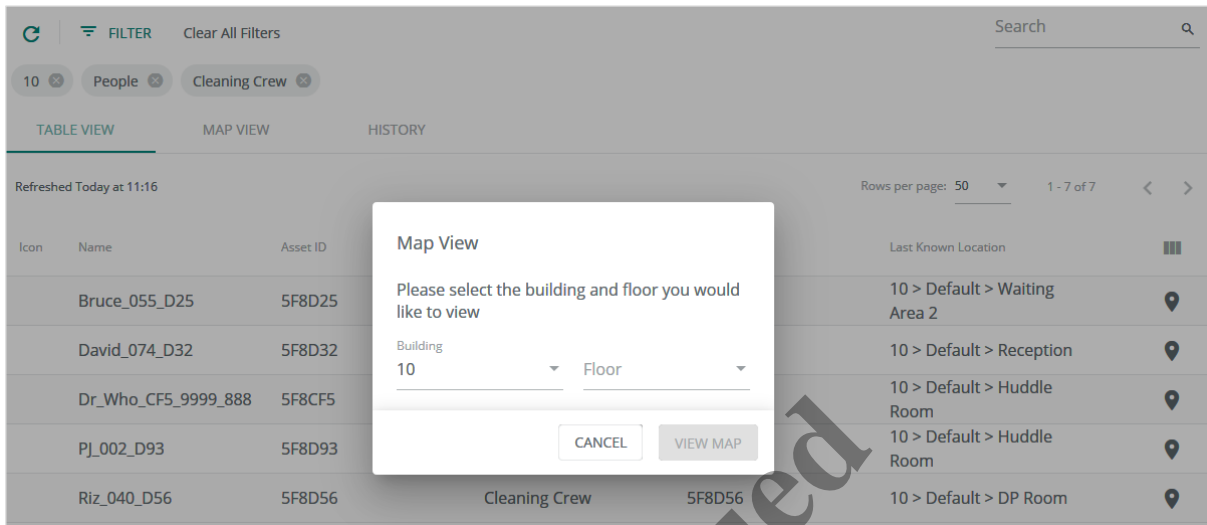 Search
FILTER Clear All Filters
10 People Cleaning Crew
TABLE VIEW MAP VIEW HISTORY
Refreshed Today at 11:16 Rows per page: 50 1 - 7 of 7
Icon Name Asset ID Last Known Location
Map View
Please select the building and floor you would
like to view
Building
10 Floor
CANCEL VIEW MAP
Bruce_055_D25 5F8D25 10 > Default > Waiting
Area 2
David_074_D32 5F8D32 10 > Default > Reception
Dr_Who_CF5_9999_888 5F8CF5 10 > Default > Huddle
Room
PJ_002_D93 5F8D93 10 > Default > Huddle
Room
Riz_040_D56 5F8D56 Cleaning Crew 5F8D56 10 > Default > DP Room